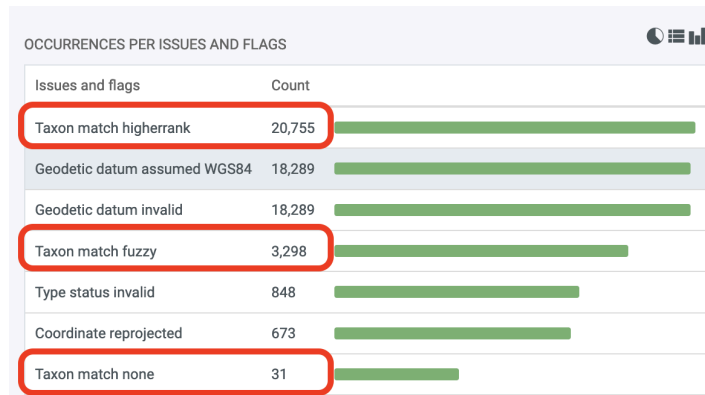 OCCURRENCES PER ISSUES AND FLAGS
Issues and flags Count
Taxon match higherrank 20,755
Geodetic datum assumed WGS84 18,289
Geodetic datum invalid 18,289
Taxon match fuzzy 3,298
Type status invalid 848
Coordinate reprojected 673
Taxon match none 31